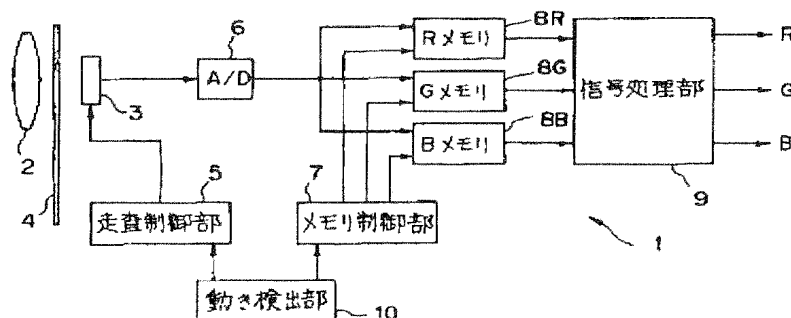 6
8R
A/D
Rメモリ
R
8G
3
Gメモリ
信号処理部
G
2
8B
Bメモリ
B
5
7
9
4
走査制御部
メモリ制御部
1
動き検出部
10